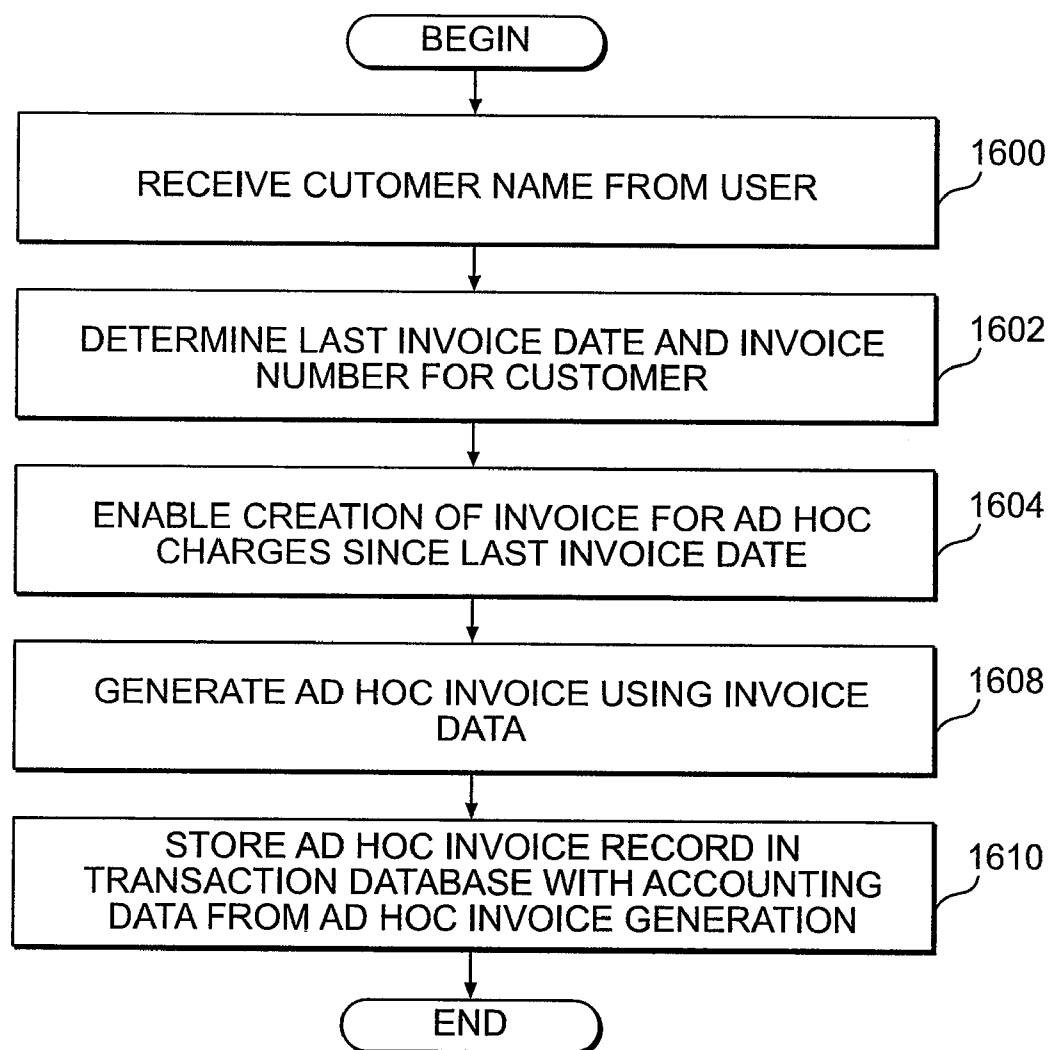 BEGIN
RECEIVE CUTOMER NAME FROM USER
1600
DETERMINE LAST INVOICE DATE AND INVOICE
NUMBER FOR CUSTOMER
1602
ENABLE CREATION OF INVOICE FOR AD HOC
CHARGES SINCE LAST INVOICE DATE
1604
GENERATE AD HOC INVOICE USING INVOICE
DATA
1608
STORE AD HOC INVOICE RECORD IN
TRANSACTION DATABASE WITH ACCOUNTING
DATA FROM AD HOC INVOICE GENERATION
1610
END